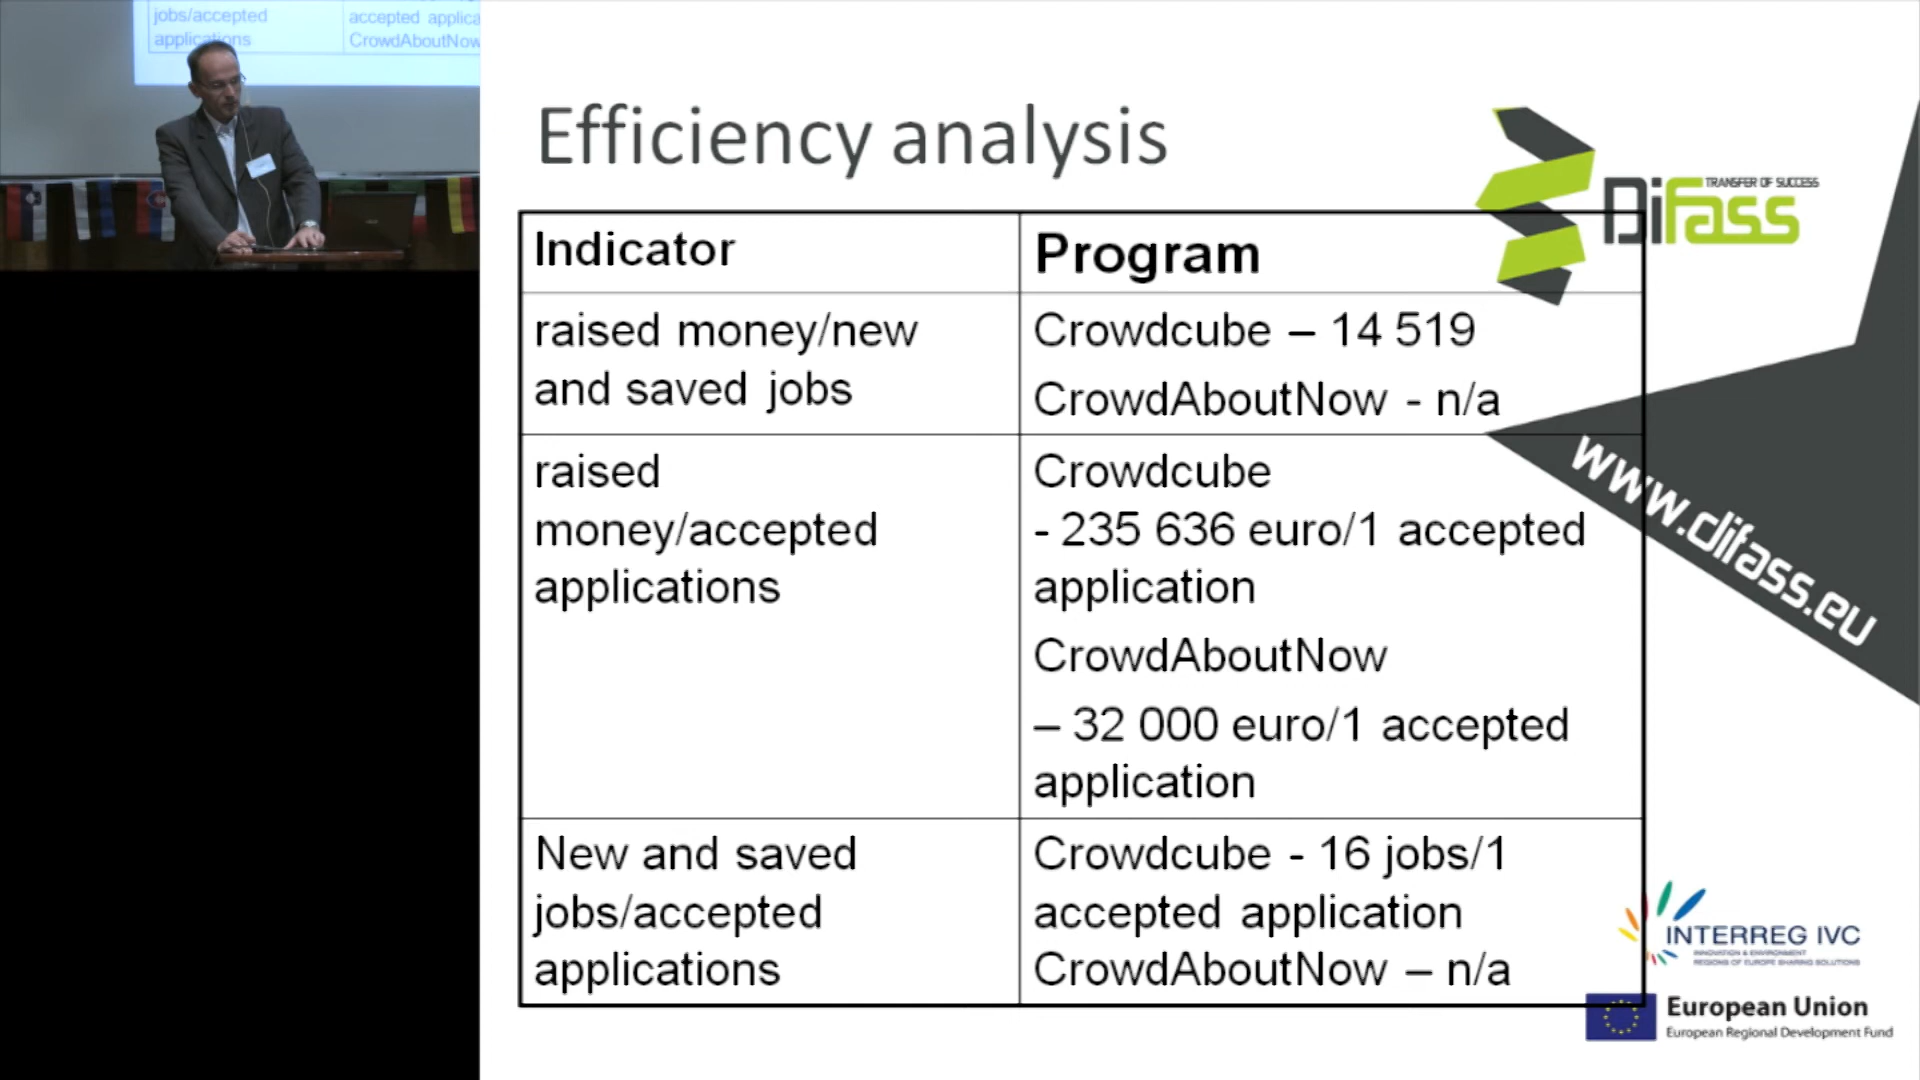 jobs/accepted
applications
accepted applica
CrowdAboutNow
Efficiency analysis
TRANSFER OF SUCCESS
Difass
Indicator
Program
raised money/new
and saved jobs
Crowdcube – 14 519
CrowdAboutNow - n/a
raised
money/accepted
applications
Crowdcube
- 235 636 euro/1 accepted
application
CrowdAboutNow
– 32 000 euro/1 accepted
application
www.difass.eu
New and saved
jobs/accepted
applications
Crowdcube - 16 jobs/1
accepted application
CrowdAboutNow – n/a
INTERREG IVC
INNOVATION & ENVIRONMENT
REGIONS OF EUROPE SHARING SOLUTIONS
European Union
European Regional Development Fund